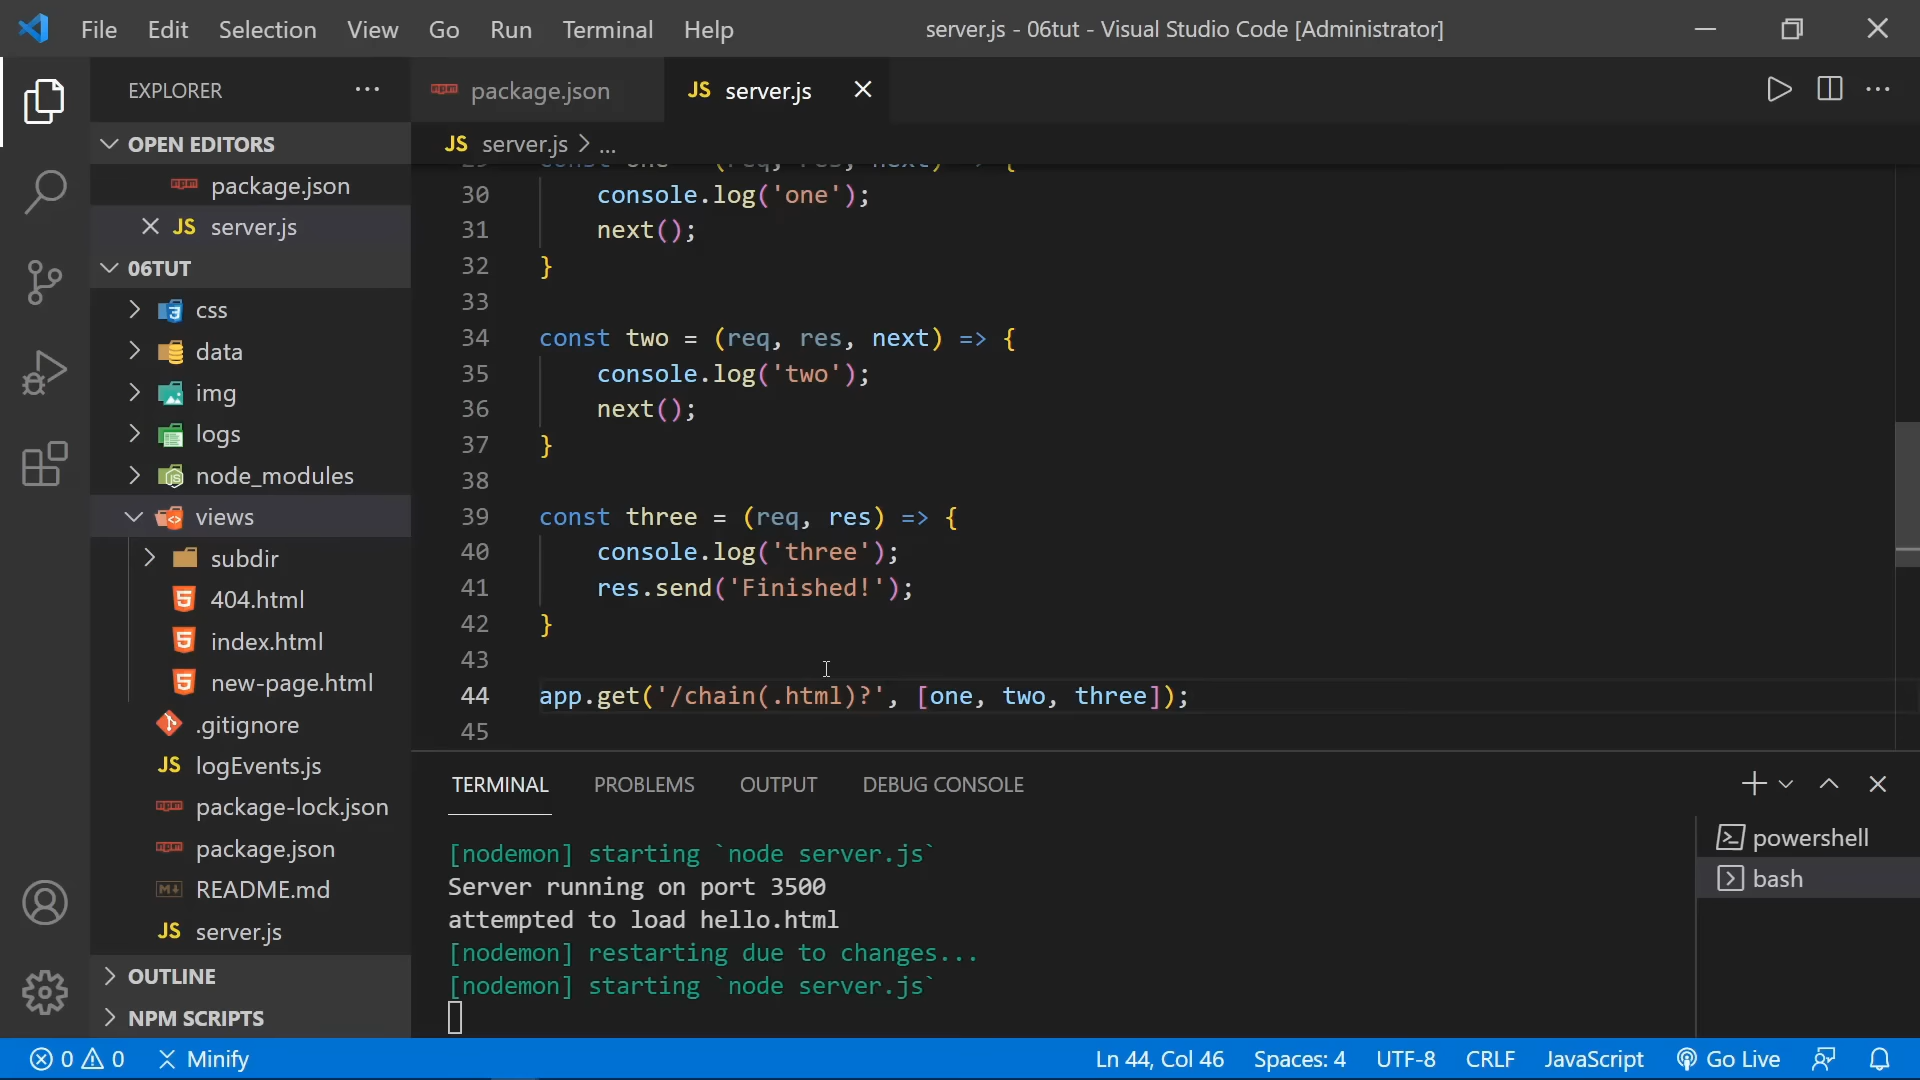 File Edit Selection View Go Run Terminal Help
server.js - 06tut - Visual Studio Code [Administrator]
EXPLORER
OPEN EDITORS
package.json
JS server.js
06TUT
css
data
img
logs
node_modules
views
subdir
404.html
index.html
new-page.html
.gitignore
JS logEvents.js
package-lock.json
package.json
README.md
JS server.js
OUTLINE
NPM SCRIPTS
package.json
JS server.js
JS server.js > ...
29 const one = (req, res, next) => {
30 console.log('one');
31 next();
32 }
33
34 const two = (req, res, next) => {
35 console.log('two');
36 next();
37 }
38
39 const three = (req, res) => {
40 console.log('three');
41 res.send('Finished!');
42 }
43
44 app.get('/chain(.html)?', [one, two, three]);
45
TERMINAL PROBLEMS OUTPUT DEBUG CONSOLE
[nodemon] starting `node server.js`
Server running on port 3500
attempted to load hello.html
[nodemon] restarting due to changes...
[nodemon] starting `node server.js`
powershell
bash
0 0 Minify
Ln 44, Col 46 Spaces: 4 UTF-8 CRLF JavaScript Go Live